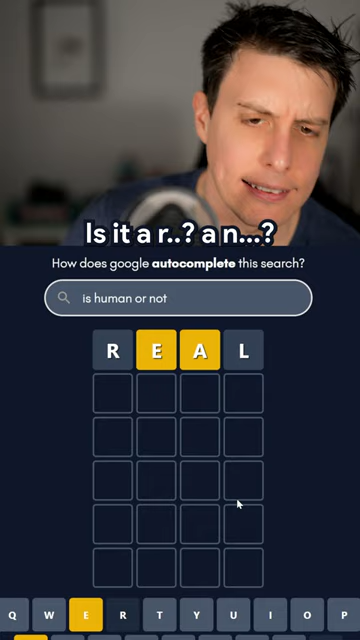 Is it a r..? a n...?
How does google autocomplete this search?
is human or not
R E A L
Q W E R T Y U I O P